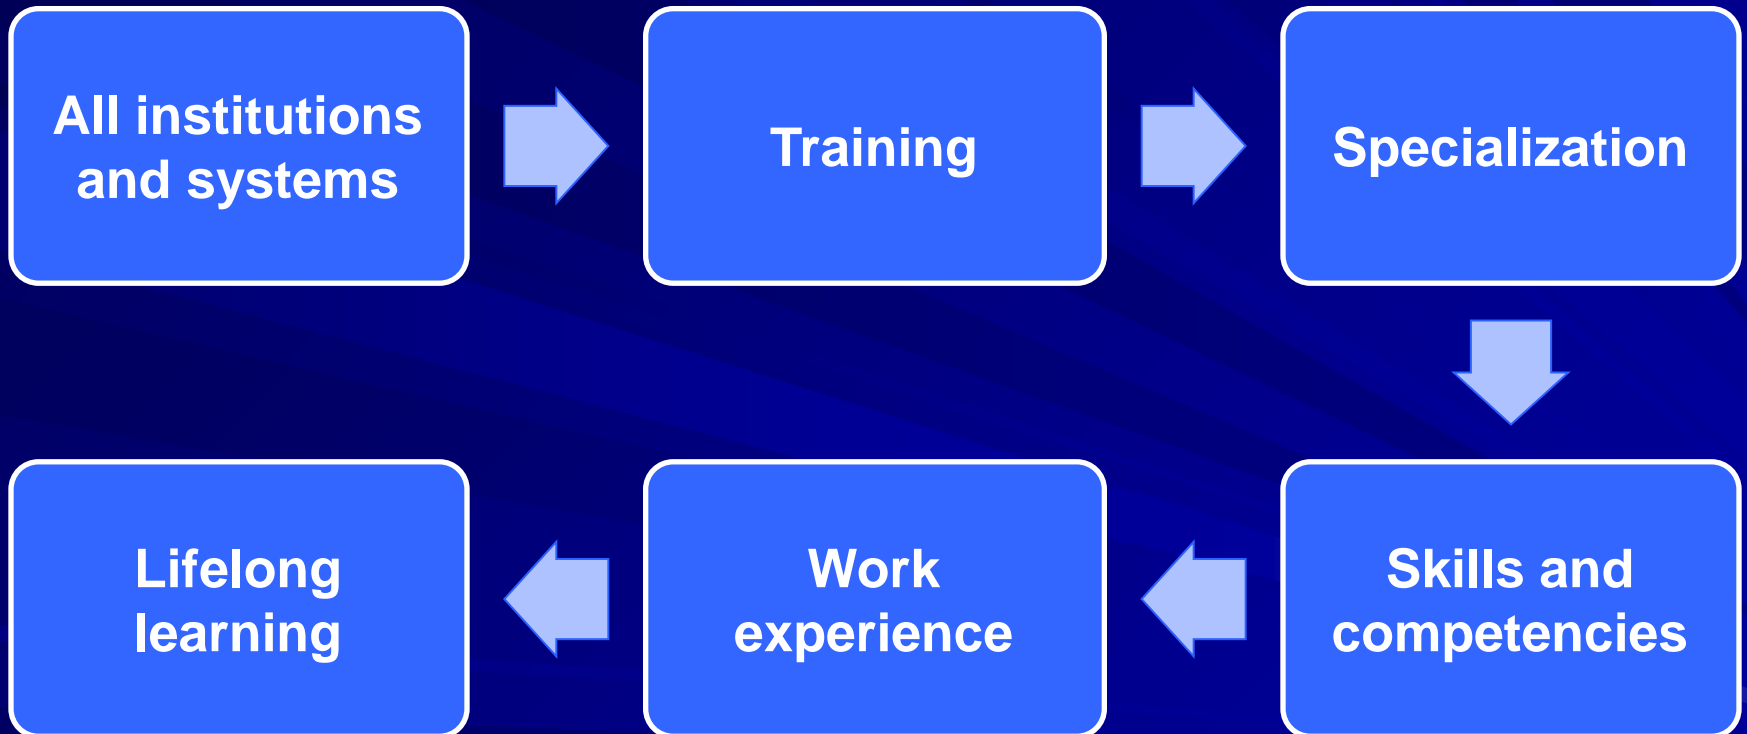 All institutions
and systems
Training
Specialization
Skills and
competencies
Work
experience
Lifelong
learning